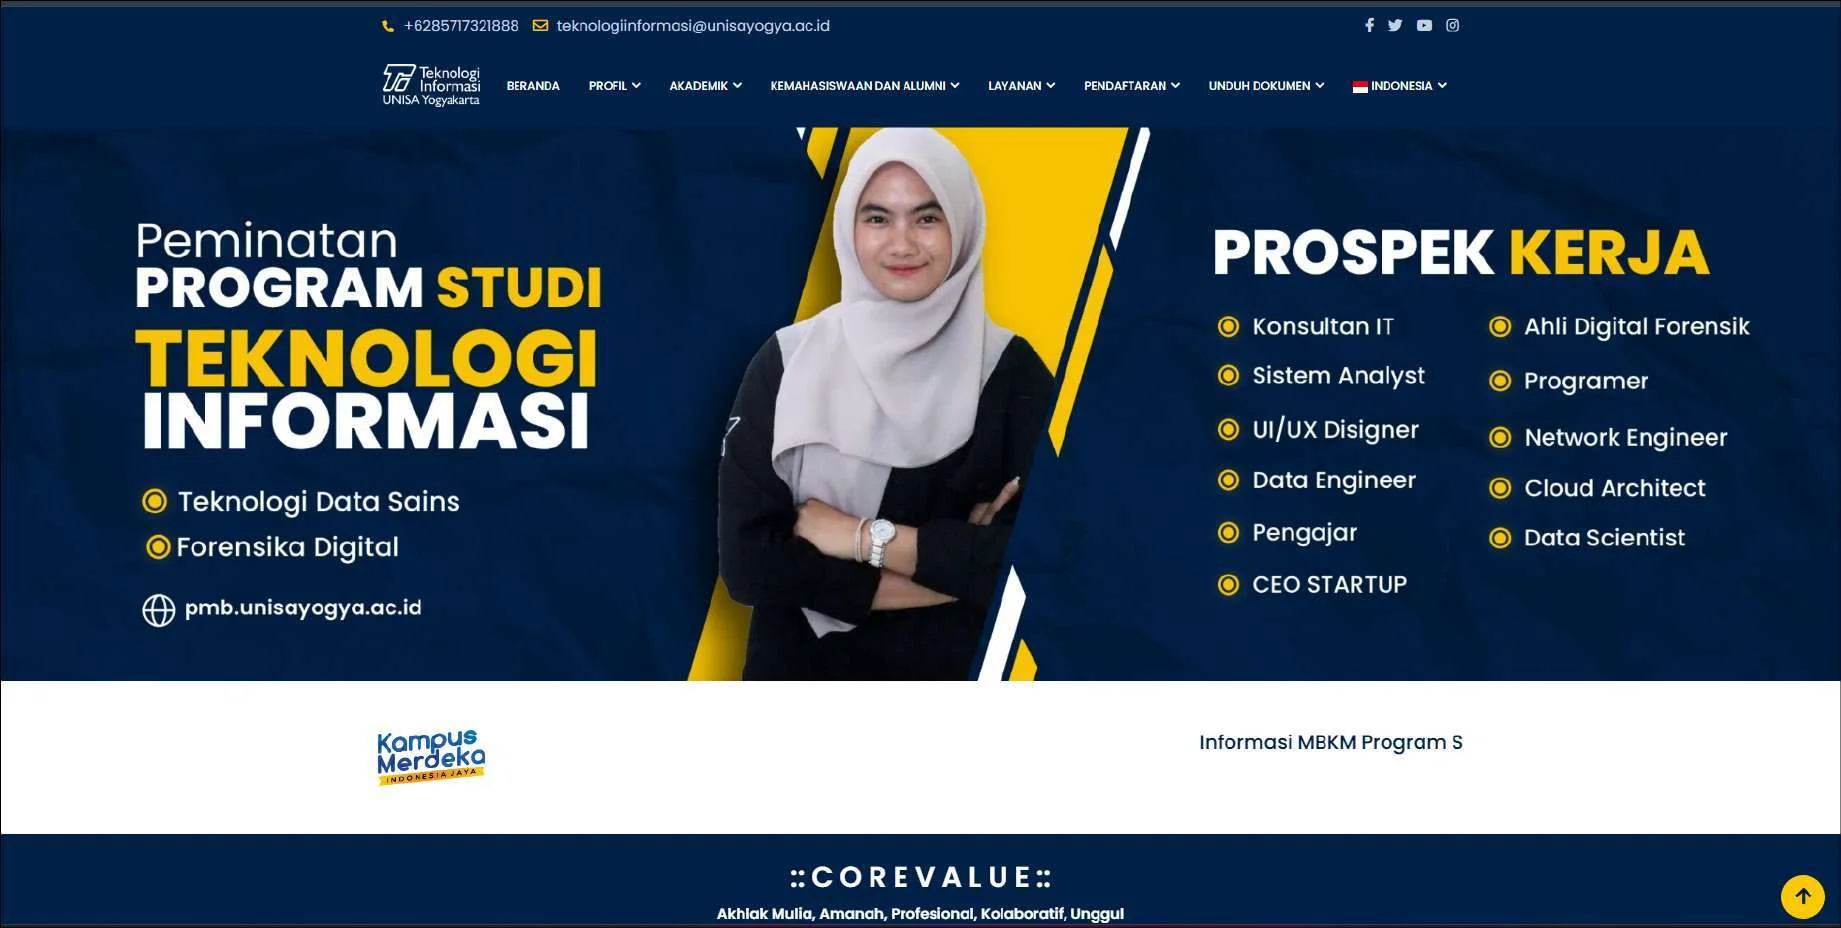 +6285717321888 teknologiinformasi@unisayogya.ac.id
Teknologi
Informasi
UNISA Yogyakarta
BERANDA PROFIL AKADEMIK KEMAHASISWAAN DAN ALUMNI LAYANAN PENDAFTARAN UNDUH DOKUMEN INDONESIA
Peminatan
PROGRAM STUDI
TEKNOLOGI
INFORMASI
Teknologi Data Sains
Forensika Digital
pmb.unisayogya.ac.id
PROSPEK KERJA
Konsultan IT
Sistem Analyst
UI/UX Disigner
Data Engineer
Pengajar
CEO STARTUP
Ahli Digital Forensik
Programer
Network Engineer
Cloud Architect
Data Scientist
Kampus
Merdeka
INDONESIA JAYA
Informasi MBKM Program S
::COREVALUE::
Akhlak Mulia, Amanah, Profesional, Kolaboratif, Unggul